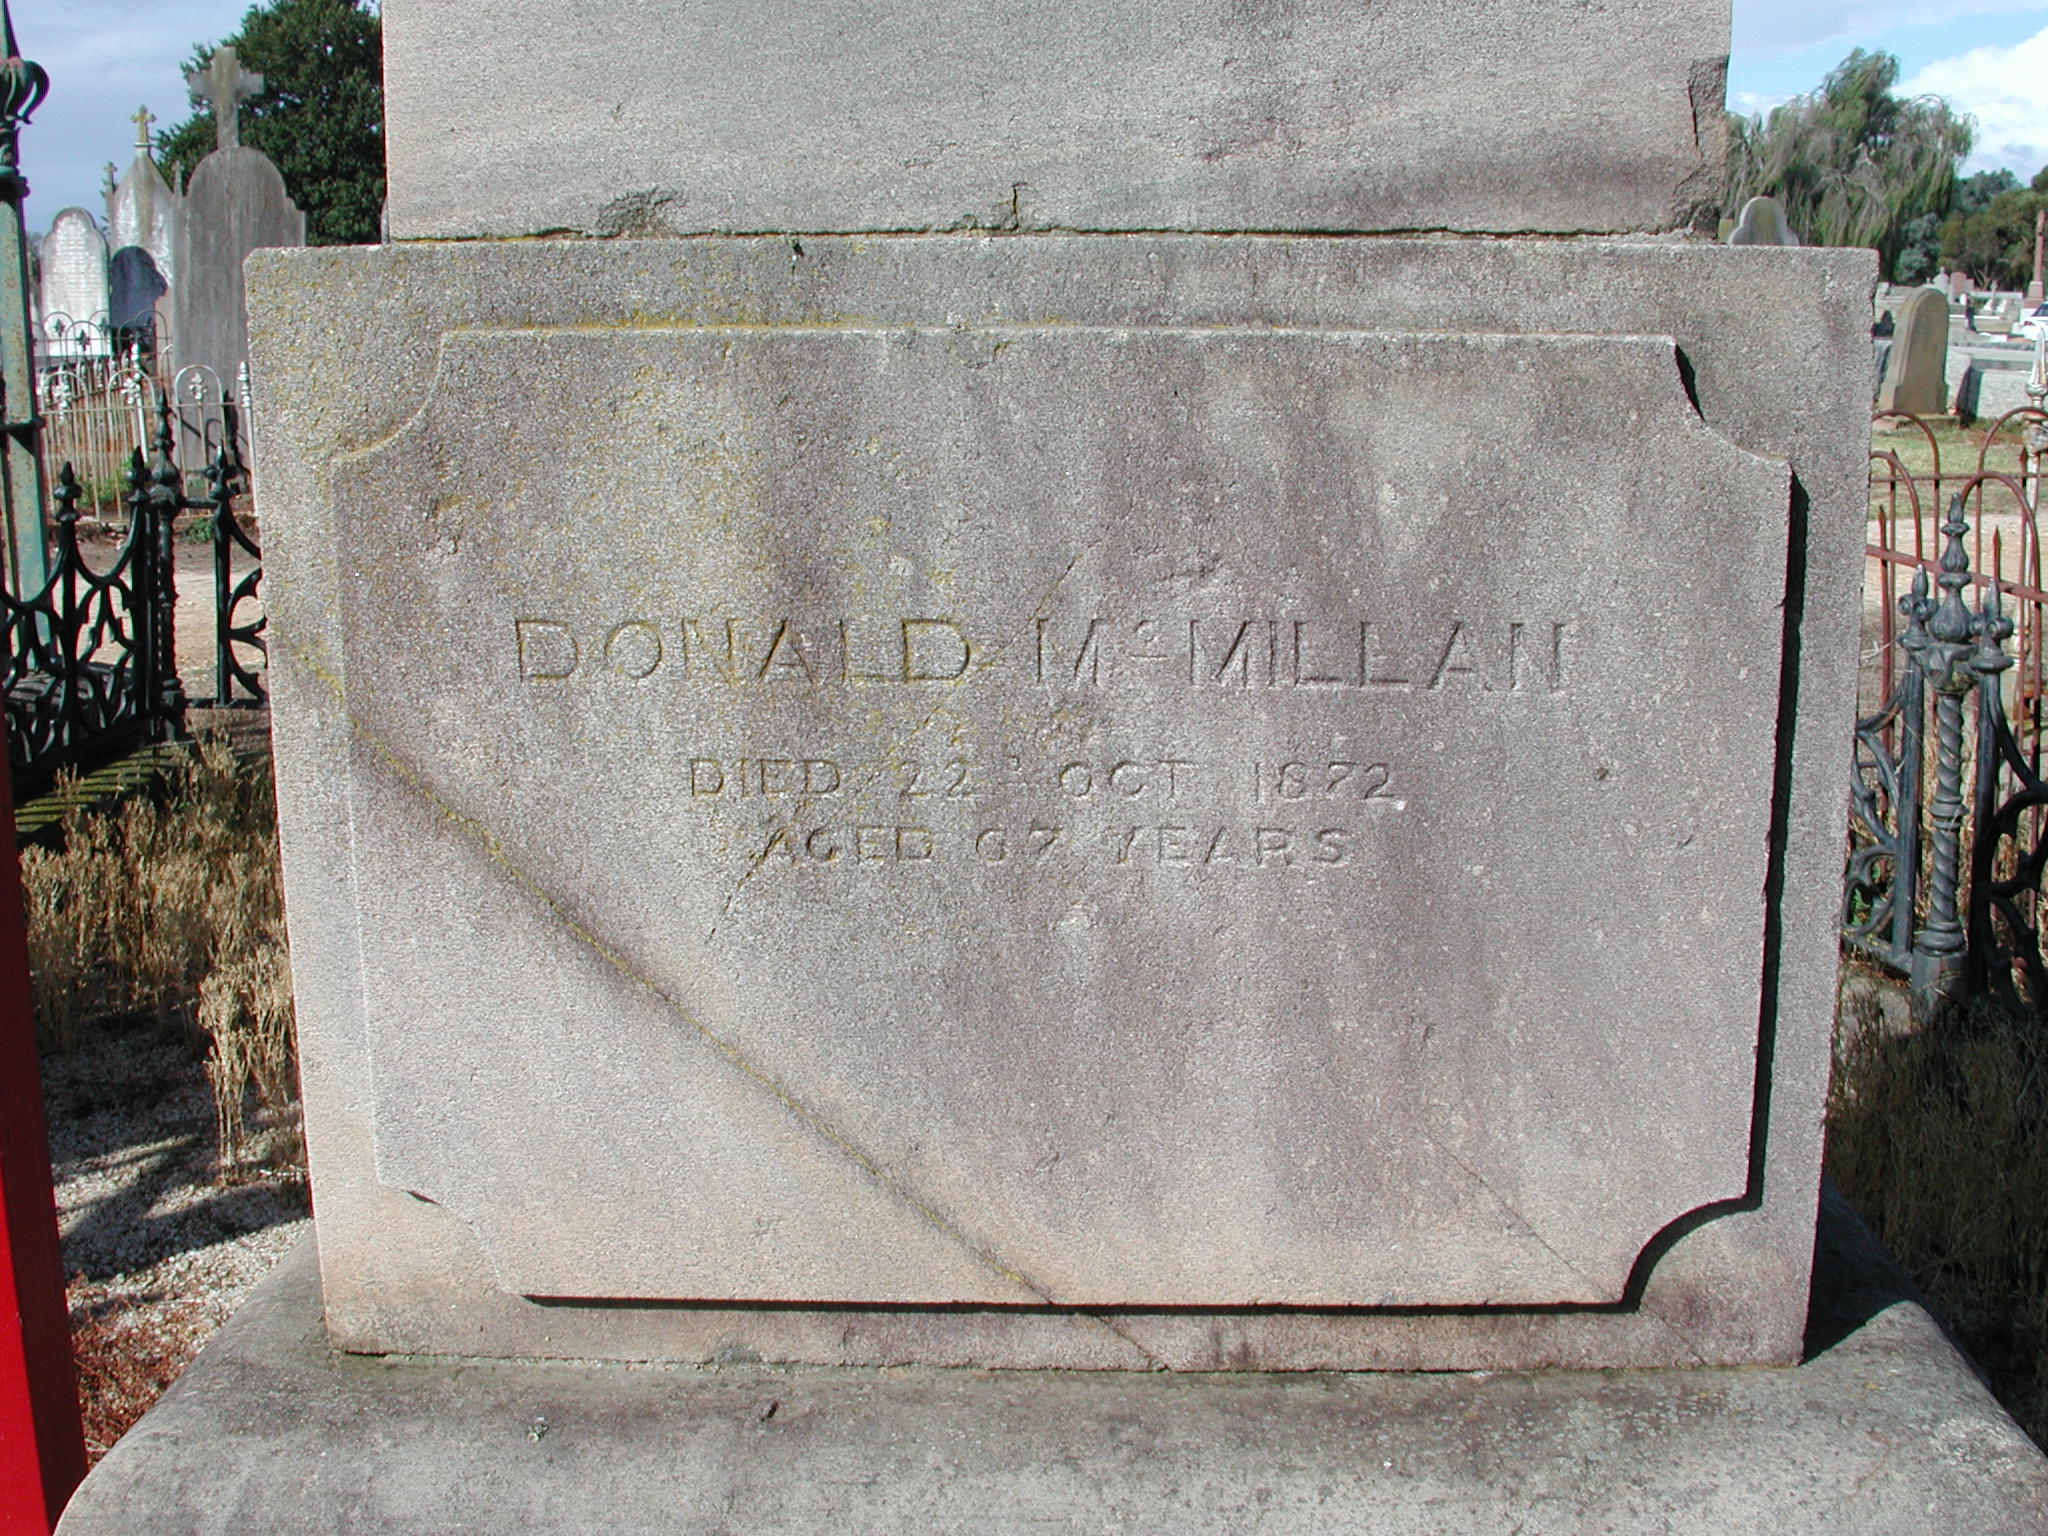 DONALD McMILLAN
DIED 22nd OCT 1872
AGED 67 YEARS